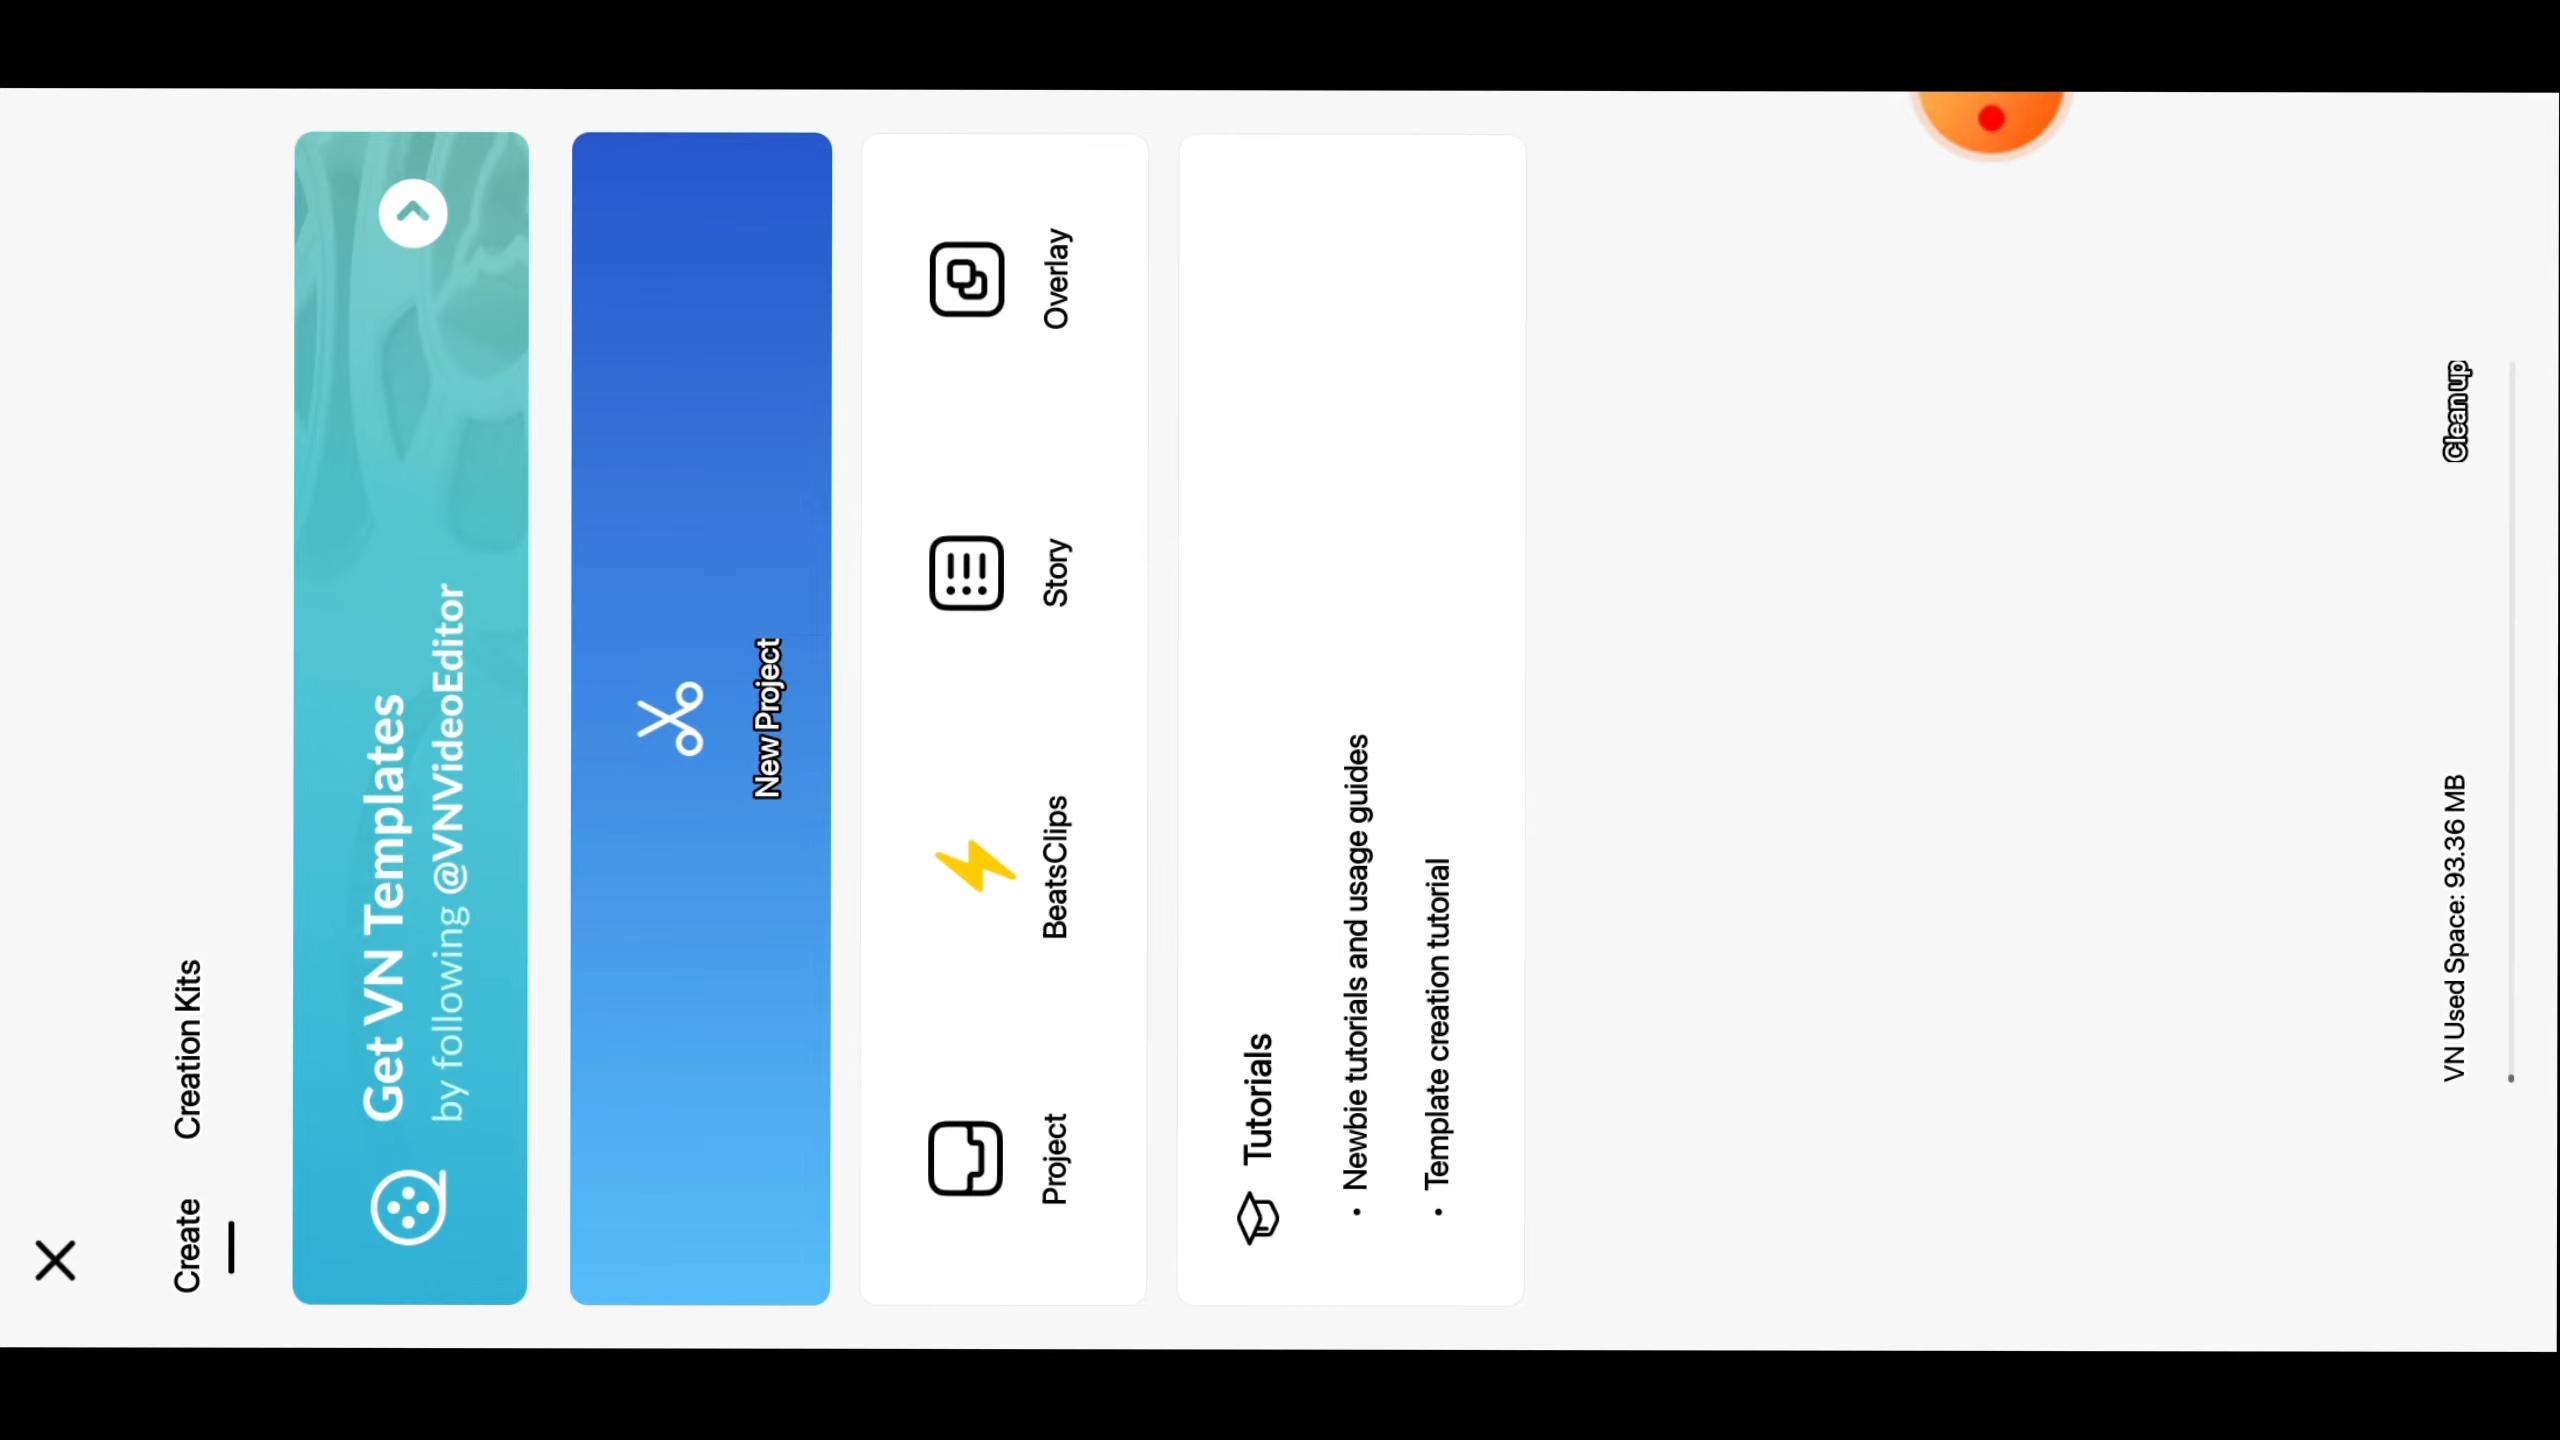 Create Creation Kits
Get VN Templates
by following @VNVideoEditor
New Project
Project BeatsClips Story Overlay
Tutorials
· Newbie tutorials and usage guides
· Template creation tutorial
VN Used Space: 93.36 MB Cleanup